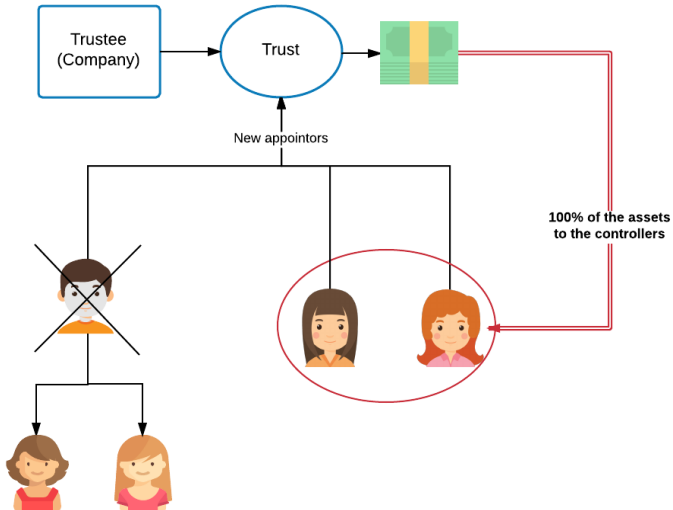 Trustee
(Company)
Trust
New appointors
100% of the assets
to the controllers